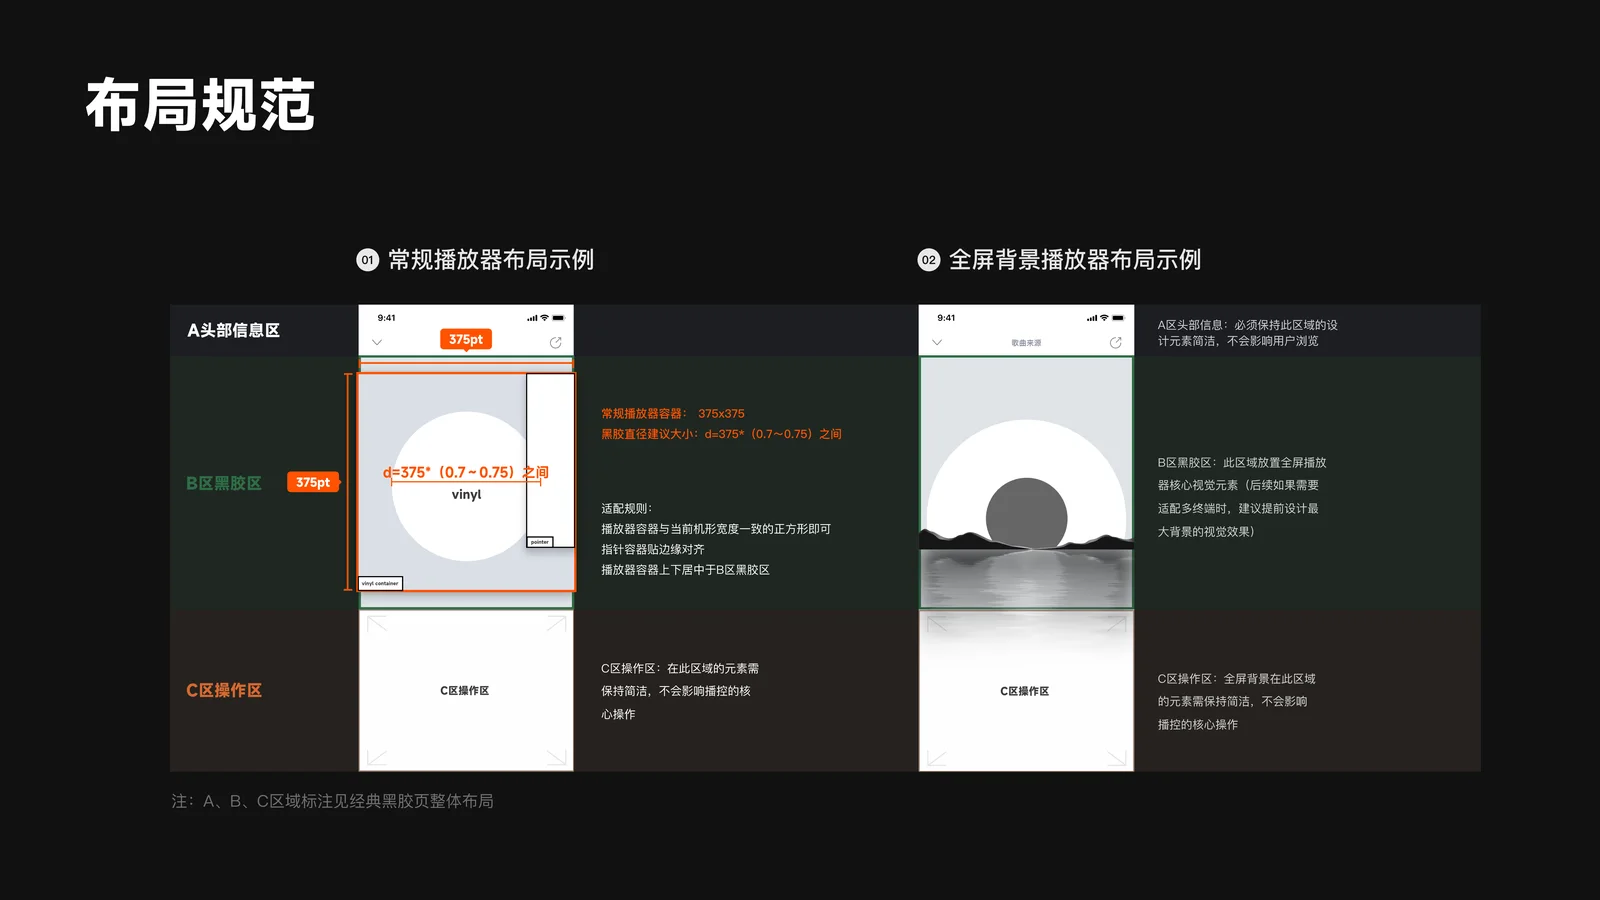 布局规范
01 常规播放器布局示例
02 全屏背景播放器布局示例
A头部信息区
9:41
375pt
9:41
歌曲来源
A区头部信息：必须保持此区域的设
计元素简洁，不会影响用户浏览
B区黑胶区
375pt
d=375*（0.7～0.75）之间
vinyl
pointer
vinyl container
常规播放器容器： 375x375
黑胶直径建议大小：d=375*（0.7～0.75）之间
适配规则：
播放器容器与当前机形宽度一致的正方形即可
指针容器贴边缘对齐
播放器容器上下居中于B区黑胶区
B区黑胶区：此区域放置全屏播放
器核心视觉元素（后续如果需要
适配多终端时，建议提前设计最
大背景的视觉效果）
C区操作区
C区操作区
C区操作区：在此区域的元素需
保持简洁，不会影响播控的核
心操作
C区操作区
C区操作区：全屏背景在此区域
的元素需保持简洁，不会影响
播控的核心操作
注：A、B、C区域标注见经典黑胶页整体布局